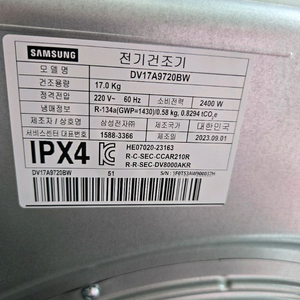 SAMSUNG 전기건조기
모 델 명 DV17A9720BW
건조용량 17.0 Kg
정격전압 220 V~ 60 Hz 소비전력 2400 W
냉매정보 R-134a(GWP=1430)/0.58 kg, 0.8294 tCO₂e
제조자 / 상호명 삼성전자㈜ 제조국가 대한민국
서비스센터 대표번호 1588-3366 제조일 2023.09.01
IPX4
HE07020-23163
R-C-SEC-CCAR210R
R-R-SEC-DV8000AKR
DV17A9720BW 51 S/N :